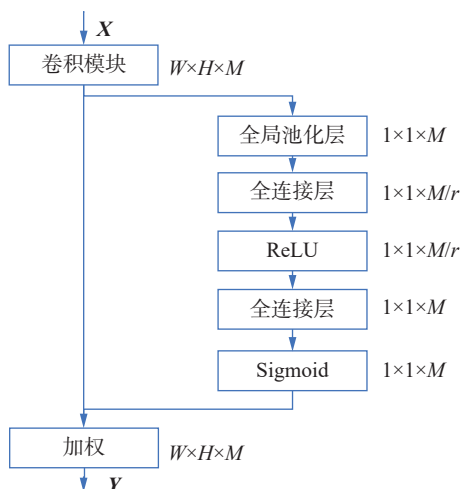 X
卷积模块 W×H×M
全局池化层 1×1×M
全连接层 1×1×M/r
ReLU 1×1×M/r
全连接层 1×1×M
Sigmoid 1×1×M
加权 W×H×M
Y